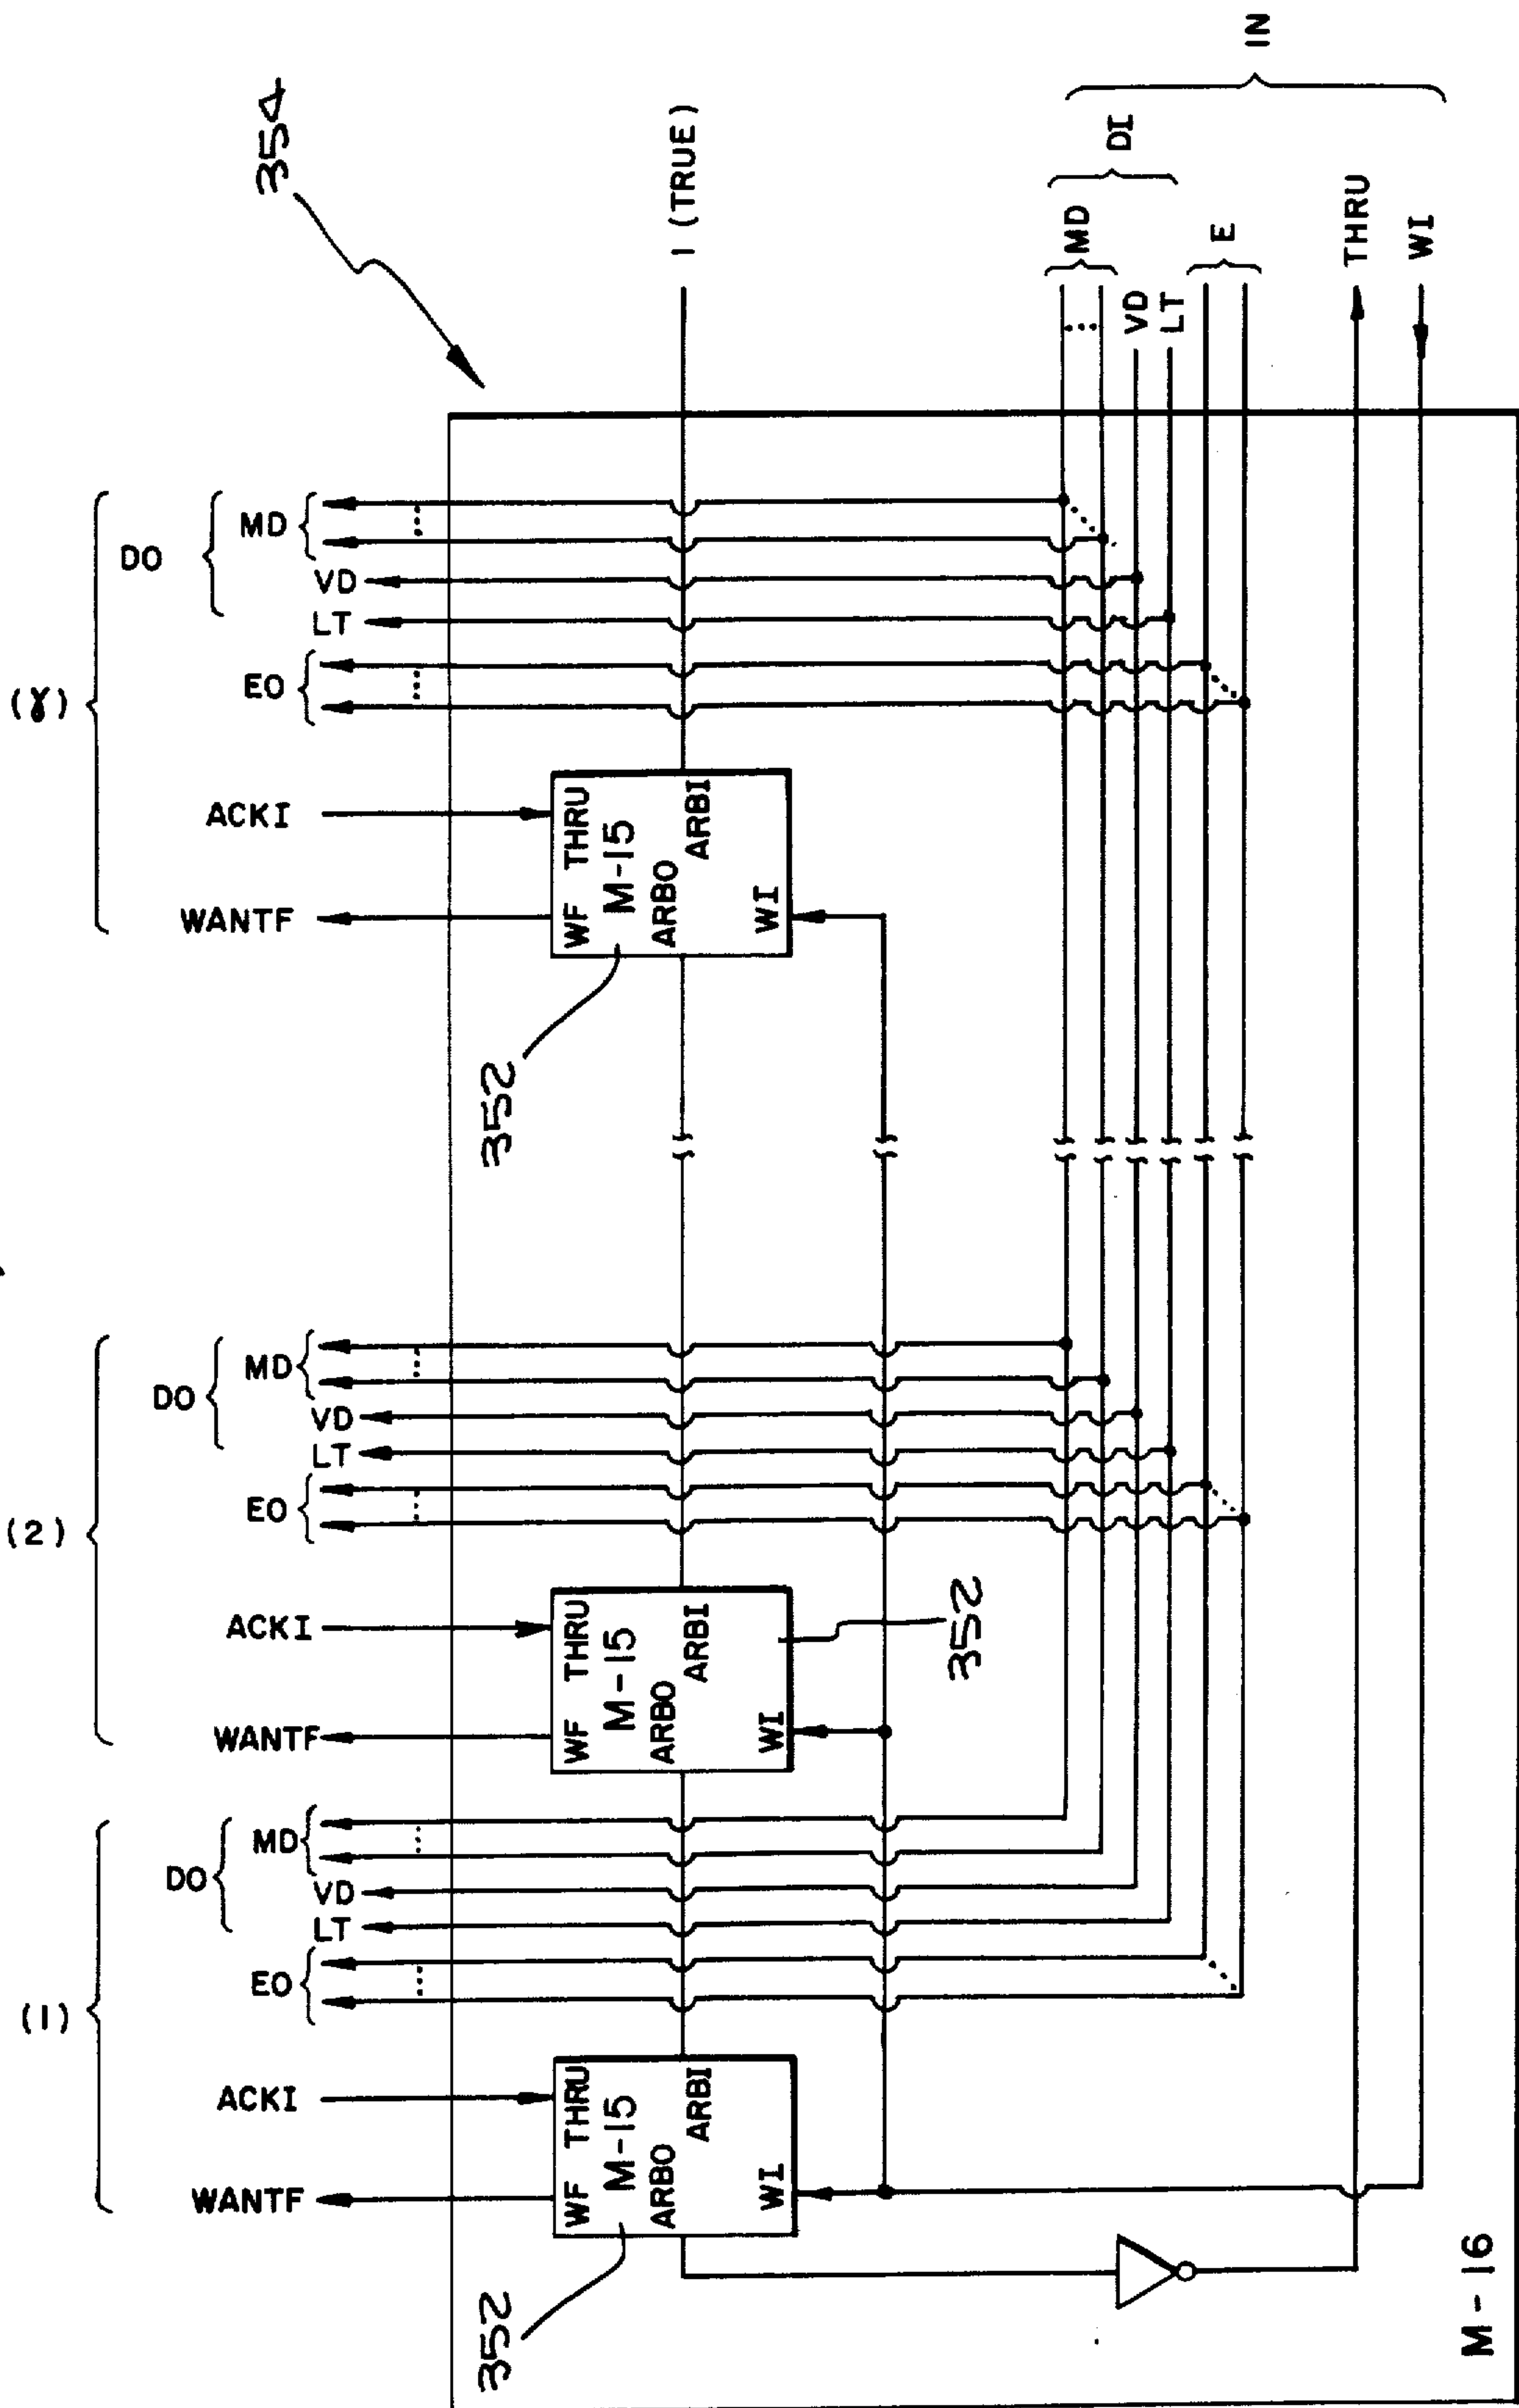 354
(1)
(2)
(γ)
DO
DO
DO
WANTF
ACKI
EO
LT
VD
MD
WANTF
ACKI
EO
LT
VD
MD
WANTF
ACKI
EO
LT
VD
MD
1 (TRUE)
WF THRU
M-15
ARBO
ARBI
WI
352
WF THRU
M-15
ARBO
ARBI
WI
352
WF THRU
M-15
ARBO
ARBI
WI
352
MD
VD
LT
DI
E
IN
THRU
WI
M-16